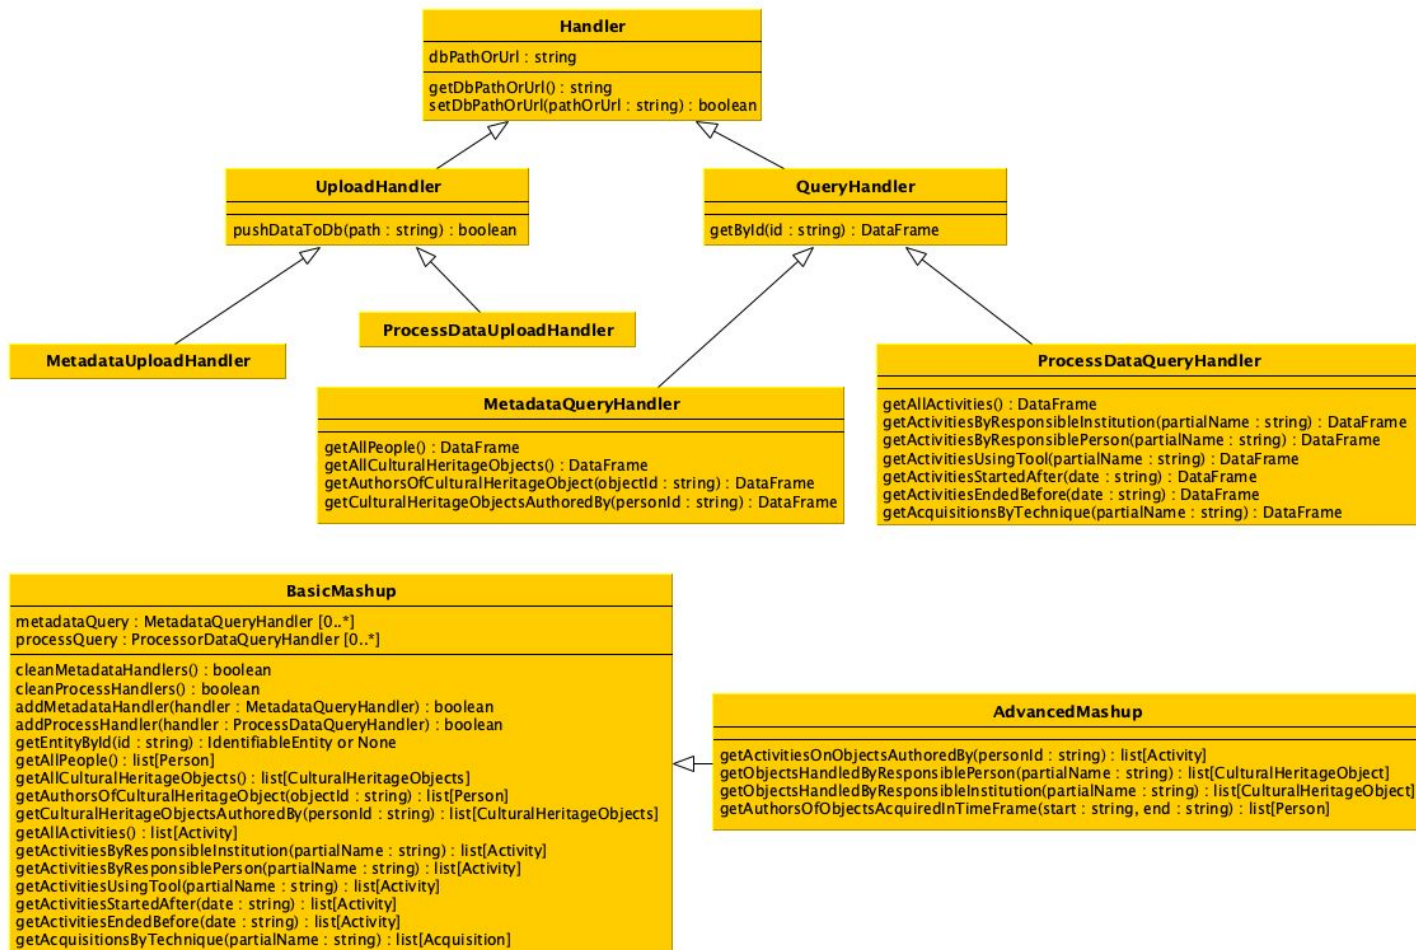 Handler
dbPathOrUrl : string
getDbPathOrUrl() : string
setDbPathOrUrl(pathOrUrl : string) : boolean
UploadHandler
pushDataToDb(path : string) : boolean
QueryHandler
getById(id : string) : DataFrame
ProcessDataUploadHandler
MetadataUploadHandler
MetadataQueryHandler
getAllPeople() : DataFrame
getAllCulturalHeritageObjects() : DataFrame
getAuthorsOfCulturalHeritageObject(objectId : string) : DataFrame
getCulturalHeritageObjectsAuthoredBy(personId : string) : DataFrame
ProcessDataQueryHandler
getAllActivities() : DataFrame
getActivitiesByResponsibleInstitution(partialName : string) : DataFrame
getActivitiesByResponsiblePerson(partialName : string) : DataFrame
getActivitiesUsingTool(partialName : string) : DataFrame
getActivitiesStartedAfter(date : string) : DataFrame
getActivitiesEndedBefore(date : string) : DataFrame
getAcquisitionsByTechnique(partialName : string) : DataFrame
BasicMashup
metadataQuery : MetadataQueryHandler [0..*]
processQuery : ProcessorDataQueryHandler [0..*]
cleanMetadataHandlers() : boolean
cleanProcessHandlers() : boolean
addMetadataHandler(handler : MetadataQueryHandler) : boolean
addProcessHandler(handler : ProcessDataQueryHandler) : boolean
getEntityById(id : string) : IdentifiableEntity or None
getAllPeople() : list[Person]
getAllCulturalHeritageObjects() : list[CulturalHeritageObjects]
getAuthorsOfCulturalHeritageObject(objectId : string) : list[Person]
getCulturalHeritageObjectsAuthoredBy(personId : string) : list[CulturalHeritageObjects]
getAllActivities() : list[Activity]
getActivitiesByResponsibleInstitution(partialName : string) : list[Activity]
getActivitiesByResponsiblePerson(partialName : string) : list[Activity]
getActivitiesUsingTool(partialName : string) : list[Activity]
getActivitiesStartedAfter(date : string) : list[Activity]
getActivitiesEndedBefore(date : string) : list[Activity]
getAcquisitionsByTechnique(partialName : string) : list[Acquisition]
AdvancedMashup
getActivitiesOnObjectsAuthoredBy(personId : string) : list[Activity]
getObjectsHandledByResponsiblePerson(partialName : string) : list[CulturalHeritageObject]
getObjectsHandledByResponsibleInstitution(partialName : string) : list[CulturalHeritageObject]
getAuthorsOfObjectsAcquiredInTimeFrame(start : string, end : string) : list[Person]